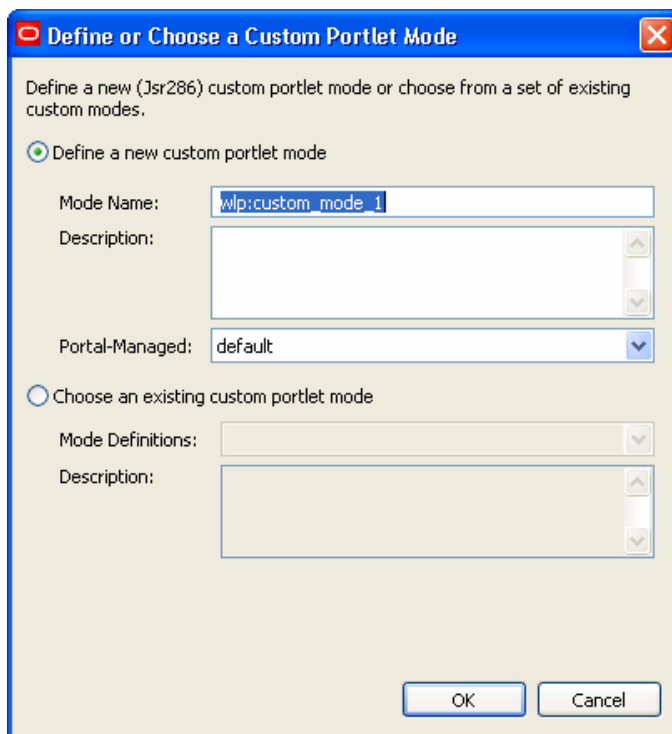 Define or Choose a Custom Portlet Mode
Define a new (Jsr286) custom portlet mode or choose from a set of existing
custom modes.
Define a new custom portlet mode
Mode Name: wlp:custom_mode_1
Description:
Portal-Managed: default
Choose an existing custom portlet mode
Mode Definitions:
Description:
OK Cancel